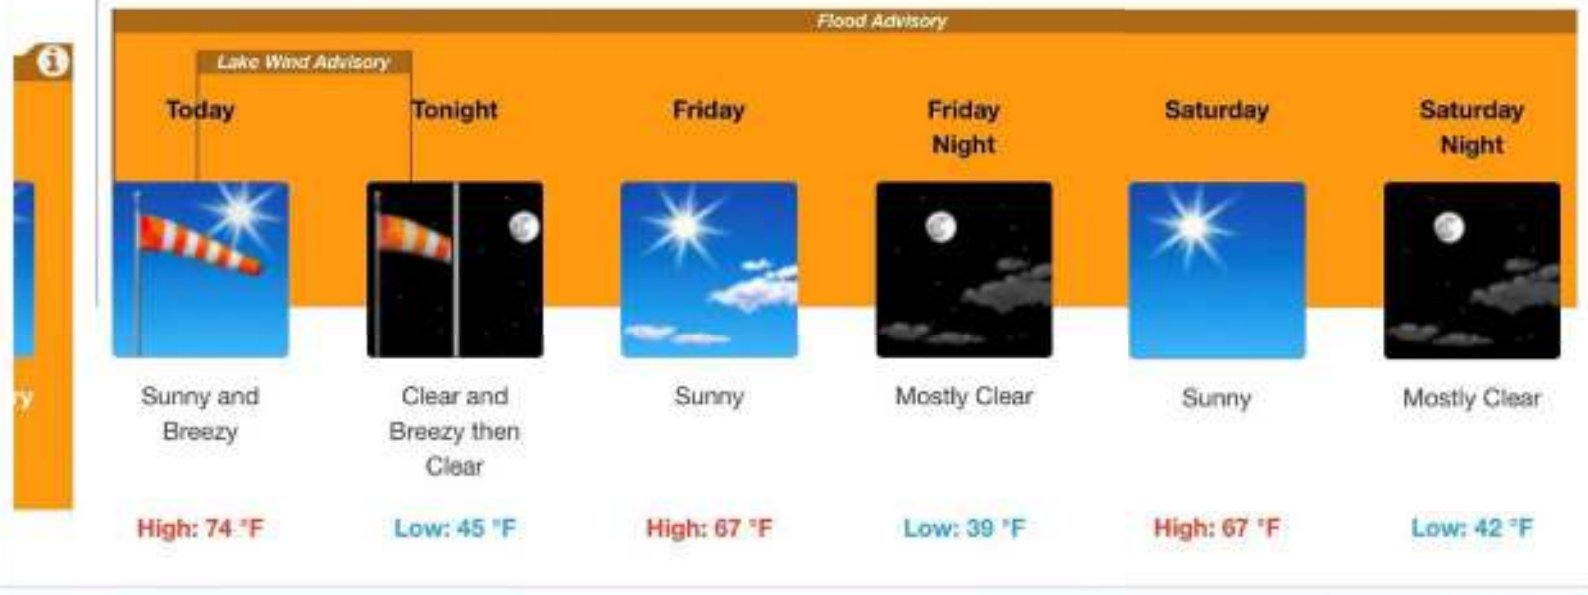 Flood Advisory
Lake Wind Advisory
Today
Tonight
Friday
Friday
Night
Saturday
Saturday
Night
ry
Sunny and
Breezy
Clear and
Breezy then
Clear
Sunny
Mostly Clear
Sunny
Mostly Clear
High: 74 °F
Low: 45 °F
High: 67 °F
Low: 39 °F
High: 67 °F
Low: 42 °F